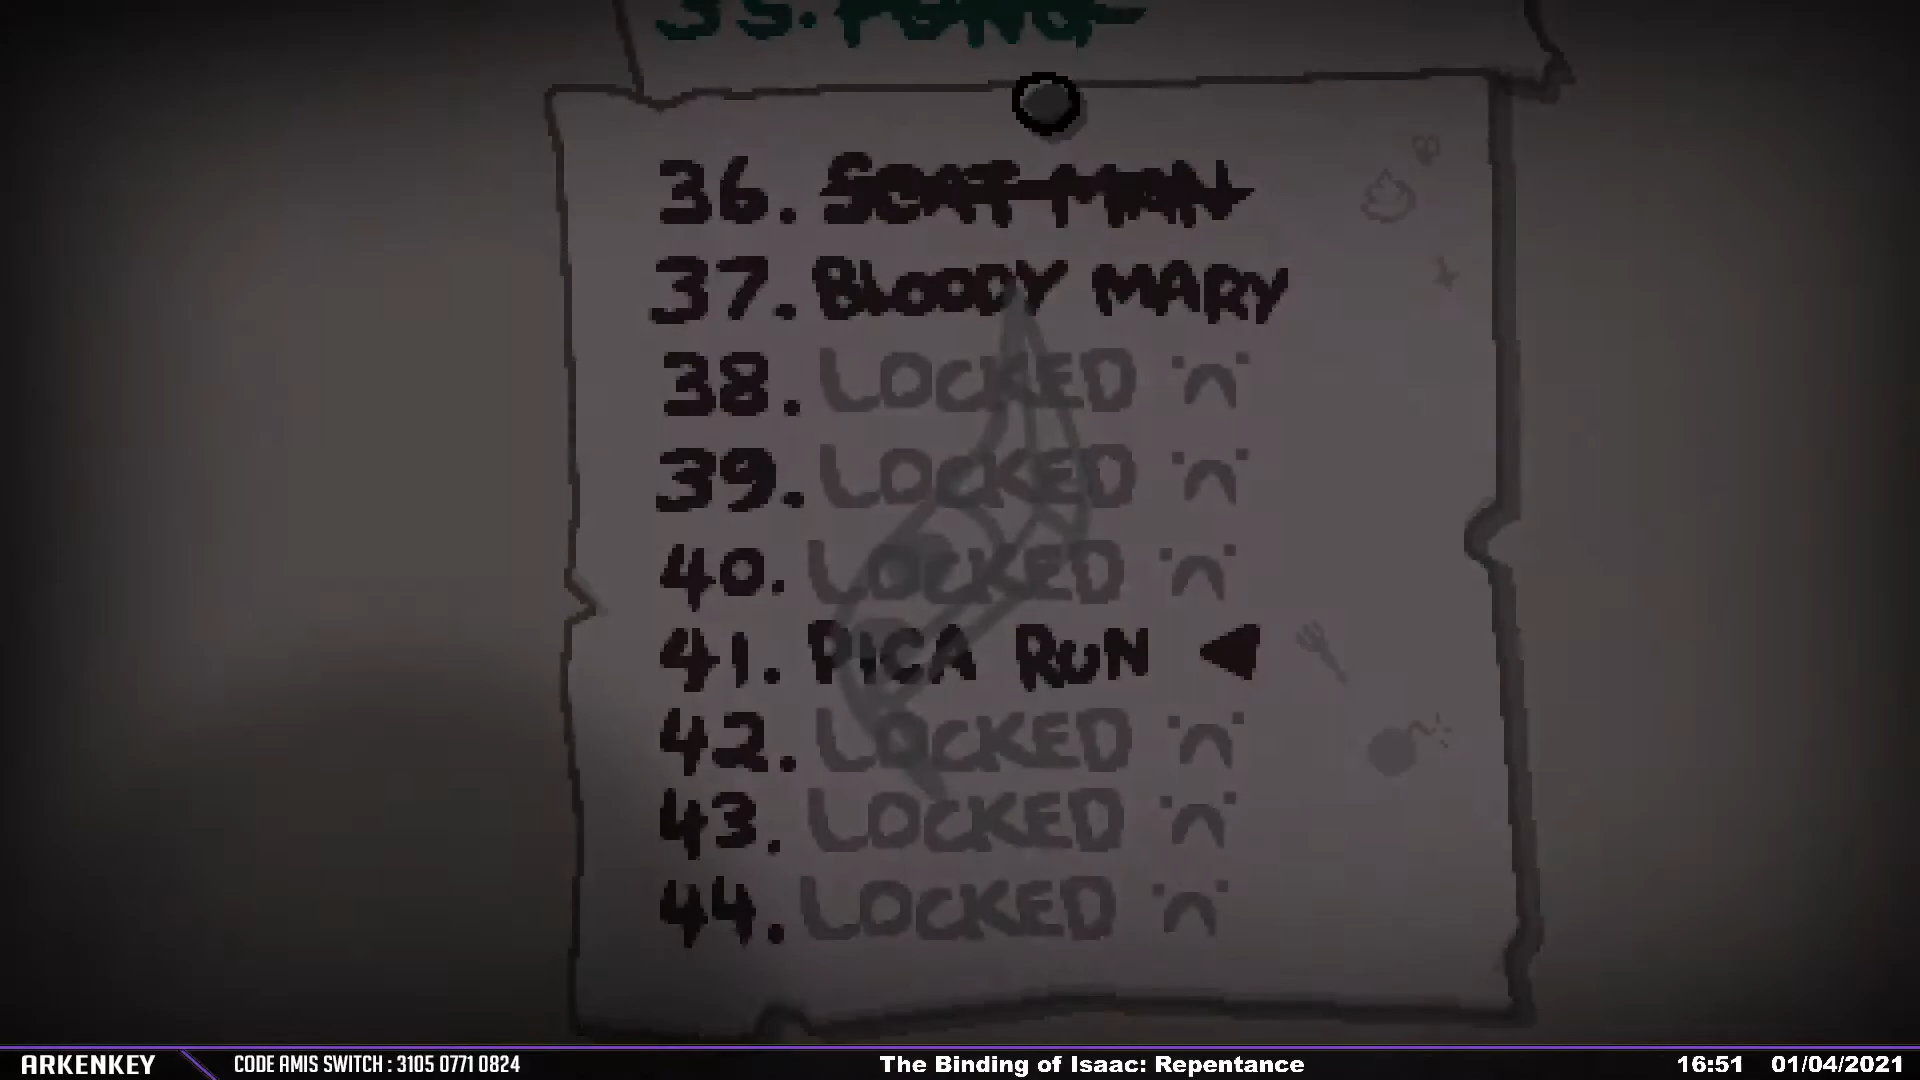 35. PONG
36. SCAT MAN
37. BLOODY MARY
38. LOCKED
39. LOCKED
40. LOCKED
41. PICA RUN
42. LOCKED
43. LOCKED
44. LOCKED
ARKENKEY CODE AMIS SWITCH : 3105 0771 0824 The Binding of Isaac: Repentance 16:51 01/04/2021